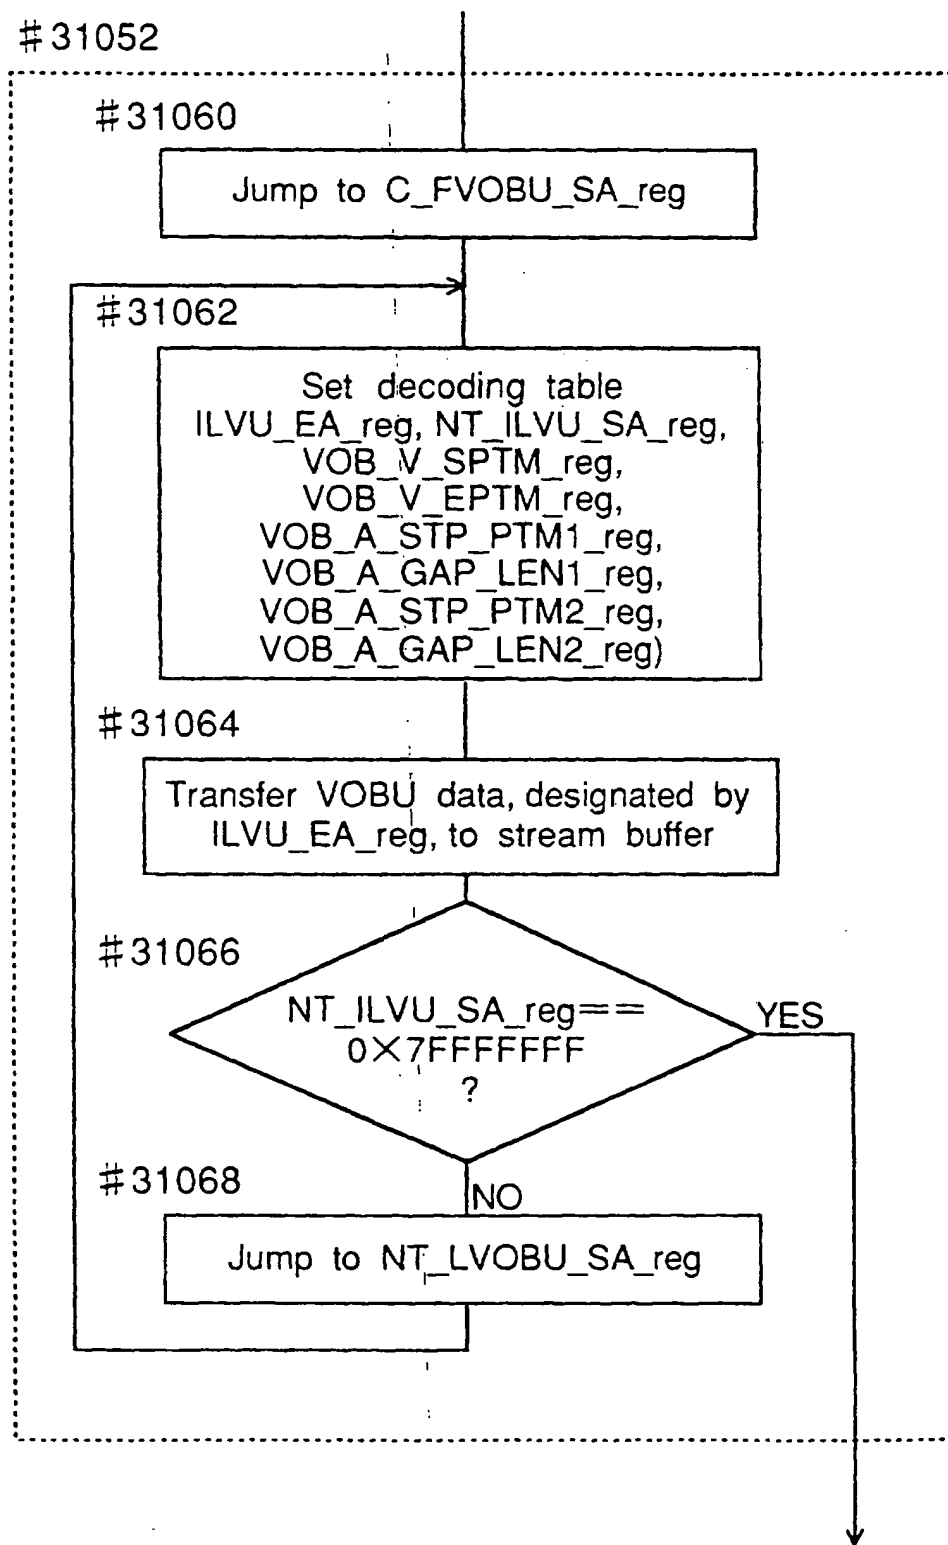 #31052
#31060
Jump to C_FVOBU_SA_reg
#31062
Set decoding table
ILVU_EA_reg, NT_ILVU_SA_reg,
VOB_V_SPTM_reg,
VOB_V_EPTM_reg,
VOB_A_STP_PTM1_reg,
VOB_A_GAP_LEN1_reg,
VOB_A_STP_PTM2_reg,
VOB_A_GAP_LEN2_reg)
#31064
Transfer VOBU data, designated by
ILVU_EA_reg, to stream buffer
#31066
NT_ILVU_SA_reg==
0×7FFFFFFF
?
YES
#31068
NO
Jump to NT_LVOBU_SA_reg